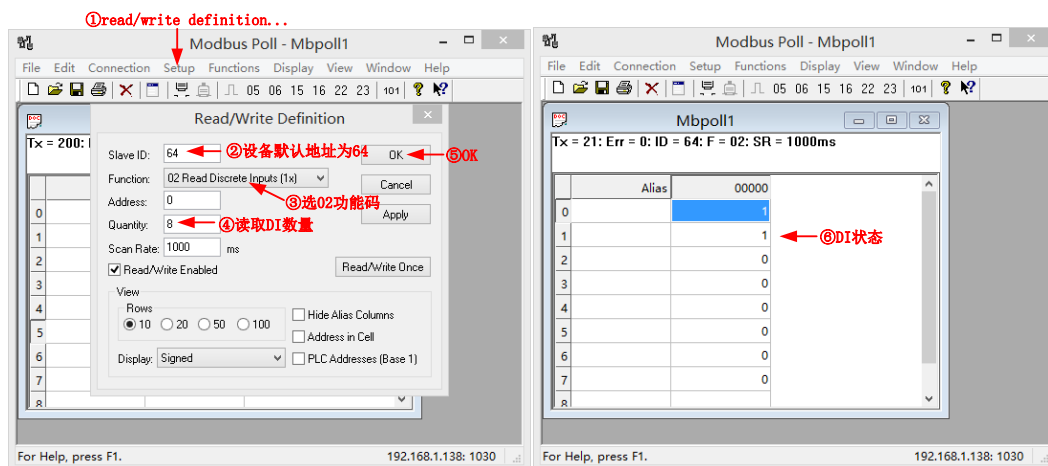 ①read/write definition...
Modbus Poll - Mbpoll1
File Edit Connection Setup Functions Display View Window Help
05 06 15 16 22 23 101
Tx = 200:
0
1
2
3
4
5
6
7
8
Read/Write Definition
Slave ID: 64 ②设备默认地址为64 OK ⑤OK
Function: 02 Read Discrete Inputs (1x) Cancel
③选02功能码
Address: 0 Apply
Quantity: 8 ④读取DI数量
Scan Rate: 1000 ms
Read/Write Enabled Read/Write Once
View
Rows
10 20 50 100
Hide Alias Columns
Address in Cell
Display: Signed PLC Addresses (Base 1)
For Help, press F1. 192.168.1.138: 1030
Modbus Poll - Mbpoll1
File Edit Connection Setup Functions Display View Window Help
05 06 15 16 22 23 101
Mbpoll1
Tx = 21: Err = 0: ID = 64: F = 02: SR = 1000ms
Alias 00000
0 1
1 1 ⑥DI状态
2 0
3 0
4 0
5 0
6 0
7 0
8
For Help, press F1. 192.168.1.138: 1030